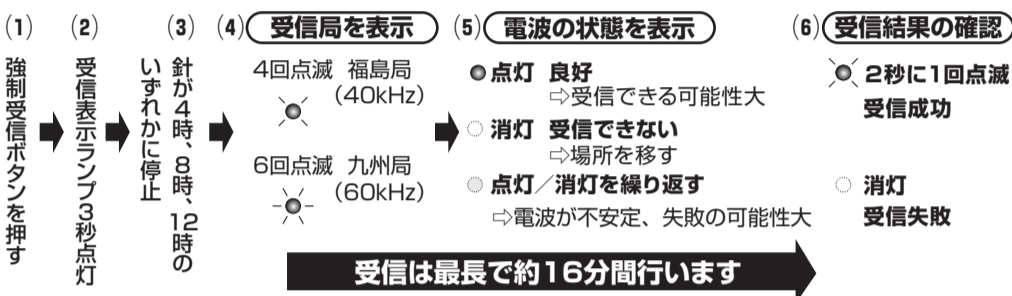 (1)
強制受信ボタンを押す
(2)
受信表示ランプ3秒点灯
(3)
針が4時、8時、12時の
いずれかに停止
(4) 受信局を表示
4回点滅 福島局
(40kHz)
6回点滅 九州局
(60kHz)
(5) 電波の状態を表示
点灯 良好
⇨受信できる可能性大
消灯 受信できない
⇨場所を移す
点灯/消灯を繰り返す
⇨電波が不安定、失敗の可能性大
(6) 受信結果の確認
2秒に1回点滅
受信成功
消灯
受信失敗
受信は最長で約16分間行います